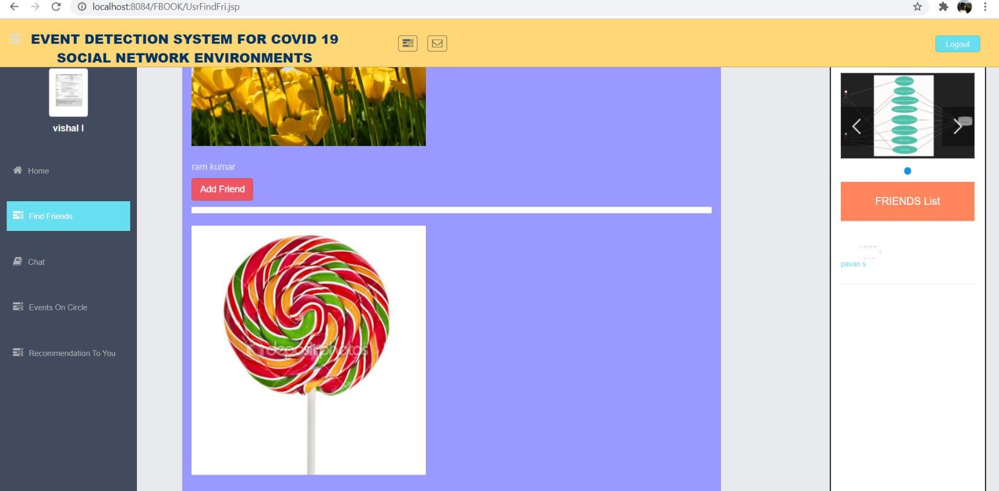 localhost:8084/FBOOK/UsrFindFri.jsp
EVENT DETECTION SYSTEM FOR COVID 19
SOCIAL NETWORK ENVIRONMENTS
Logout
vishal l
Home
Find Friends
Chat
Events On Circle
Recommendation To You
ram kumar
Add Friend
depositphotos
FRIENDS List
pavan s